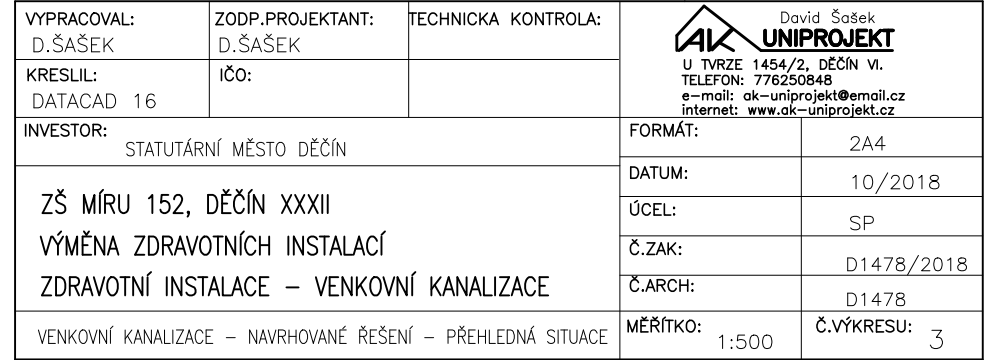 VYPRACOVAL:
D.ŠAŠEK
ZODP.PROJEKTANT:
D.ŠAŠEK
TECHNICKA KONTROLA:
KRESLIL:
DATACAD 16
IČO:
David Šašek
AK UNIPROJEKT
U TVRZE 1454/2, DĚČÍN VI.
TELEFON: 776250848
e-mail: ak-uniprojekt@email.cz
internet: www.ak-uniprojekt.cz
INVESTOR:
STATUTÁRNÍ MĚSTO DĚČÍN
FORMÁT: 2A4
DATUM: 10/2018
ÚCEL: SP
Č.ZAK: D1478/2018
Č.ARCH: D1478
ZŠ MÍRU 152, DĚČÍN XXXII
VÝMĚNA ZDRAVOTNÍCH INSTALACÍ
ZDRAVOTNÍ INSTALACE – VENKOVNÍ KANALIZACE
VENKOVNÍ KANALIZACE – NAVRHOVANÉ ŘEŠENÍ – PŘEHLEDNÁ SITUACE
MĚŘÍTKO: 1:500
Č.VÝKRESU: 3